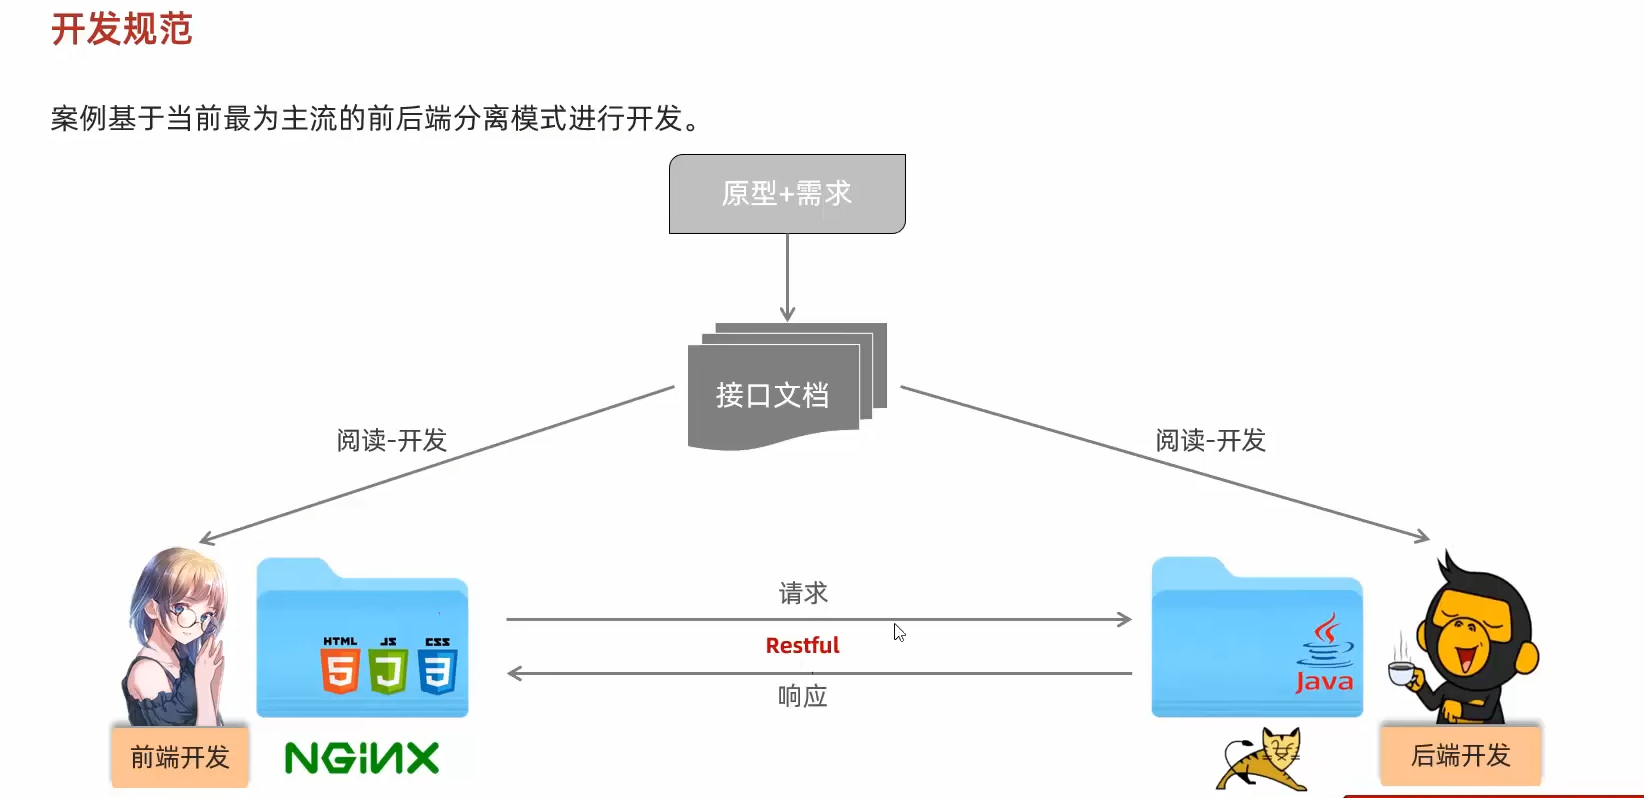 开发规范
案例基于当前最为主流的前后端分离模式进行开发。
原型+需求
接口文档
阅读-开发
阅读-开发
请求
Restful
响应
HTML JS CSS
5 J 3
Java
前端开发
NGiNX
后端开发